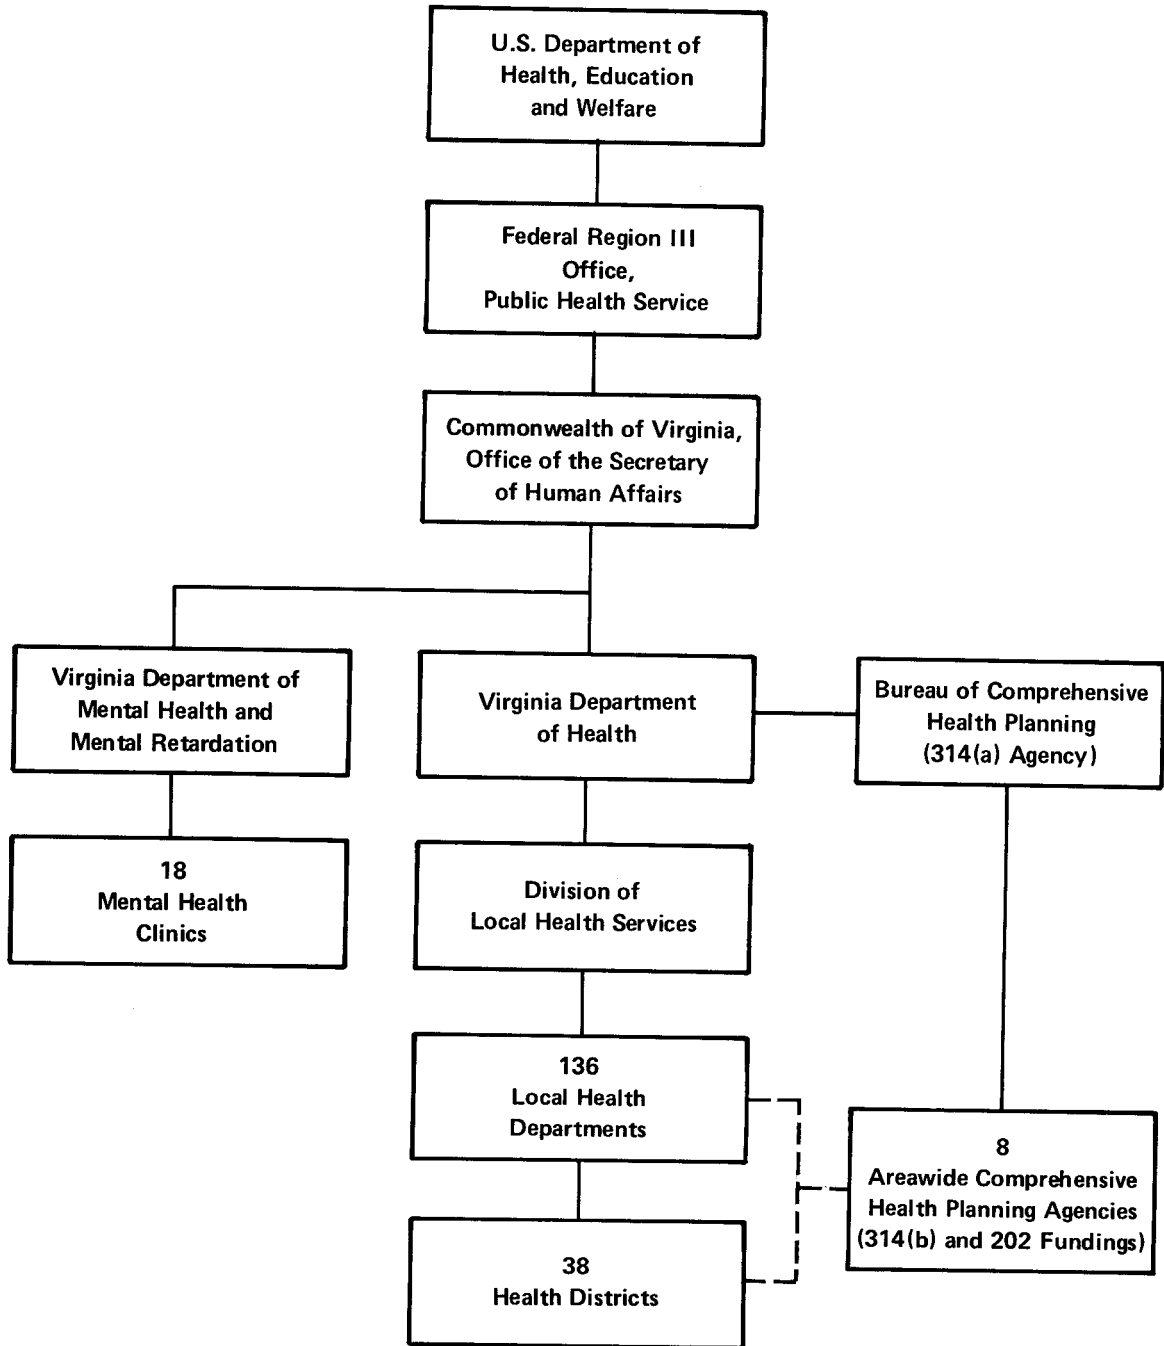 U.S. Department of
Health, Education
and Welfare
Federal Region III
Office,
Public Health Service
Commonwealth of Virginia,
Office of the Secretary
of Human Affairs
Virginia Department of
Mental Health and
Mental Retardation
Virginia Department
of Health
Bureau of Comprehensive
Health Planning
(314(a) Agency)
18
Mental Health
Clinics
Division of
Local Health Services
136
Local Health
Departments
8
Areawide Comprehensive
Health Planning Agencies
(314(b) and 202 Fundings)
38
Health Districts